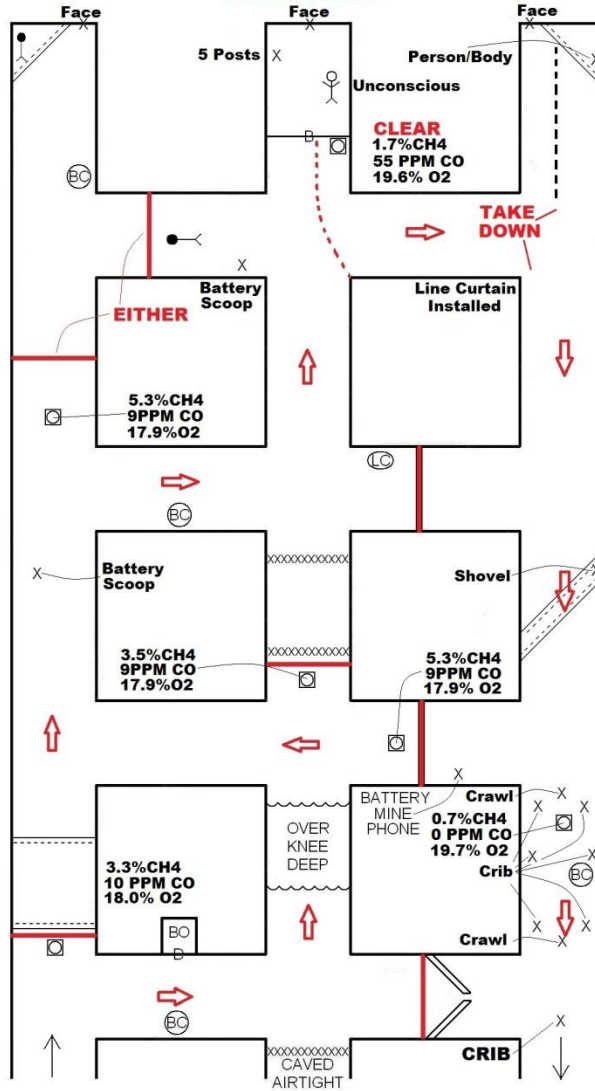 Face
Face
Face
5 Posts
X
Person/Body
Unconscious
B
CLEAR
1.7%CH4
55 PPM CO
19.6% O2
BC
TAKE
DOWN
X
Battery
Scoop
Line Curtain
Installed
EITHER
5.3%CH4
9PPM CO
17.9%O2
LC
BC
X
Battery
Scoop
XXXXXXXXXXXX
Shovel
3.5%CH4
9PPM CO
17.9%O2
XXXXXXXXXXXX
5.3%CH4
9PPM CO
17.9% O2
BATTERY
MINE
PHONE
X
Crawl
X
OVER
KNEE
DEEP
0.7%CH4
0 PPM CO
19.7% O2
Crib
BC
3.3%CH4
10 PPM CO
18.0% O2
BO
D
Crawl
X
BC
XXXXXXXXXXXX
CAVED
AIRTIGHT
CRIB
X